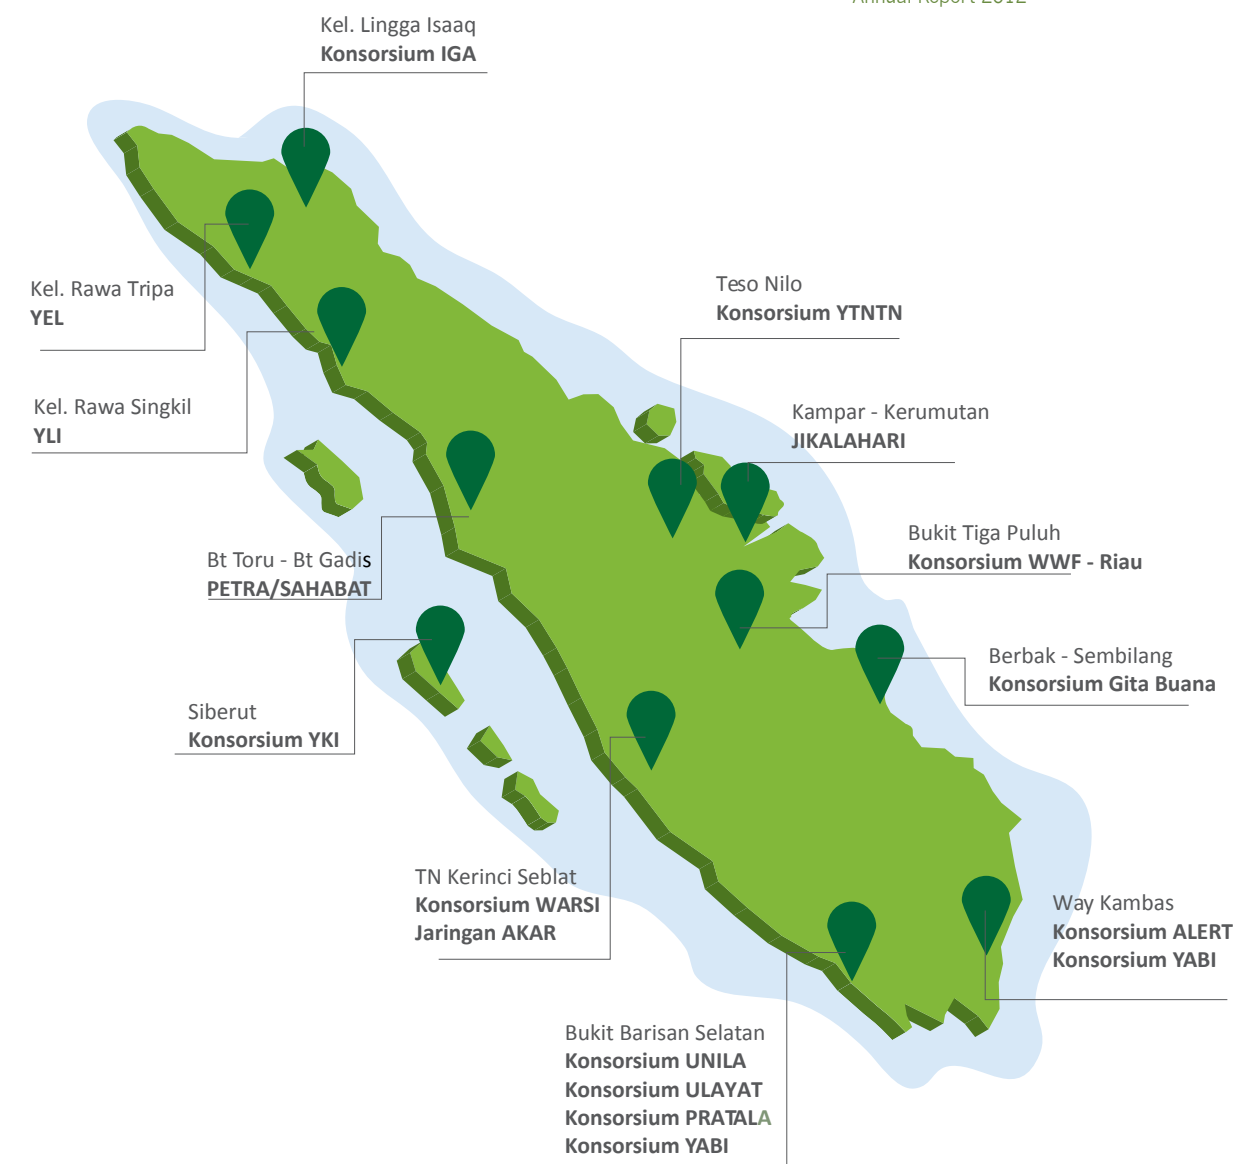 Annual Report 2012
Kel. Lingga Isaaq
Konsorsium IGA
Kel. Rawa Tripa
YEL
Teso Nilo
Konsorsium YTNTN
Kel. Rawa Singkil
YLI
Kampar - Kerumutan
JIKALAHARI
Bukit Tiga Puluh
Konsorsium WWF - Riau
Bt Toru - Bt Gadis
PETRA/SAHABAT
Berbak - Sembilang
Konsorsium Gita Buana
Siberut
Konsorsium YKI
TN Kerinci Seblat
Konsorsium WARSI
Jaringan AKAR
Way Kambas
Konsorsium ALERT
Konsorsium YABI
Bukit Barisan Selatan
Konsorsium UNILA
Konsorsium ULAYAT
Konsorsium PRATALA
Konsorsium YABI